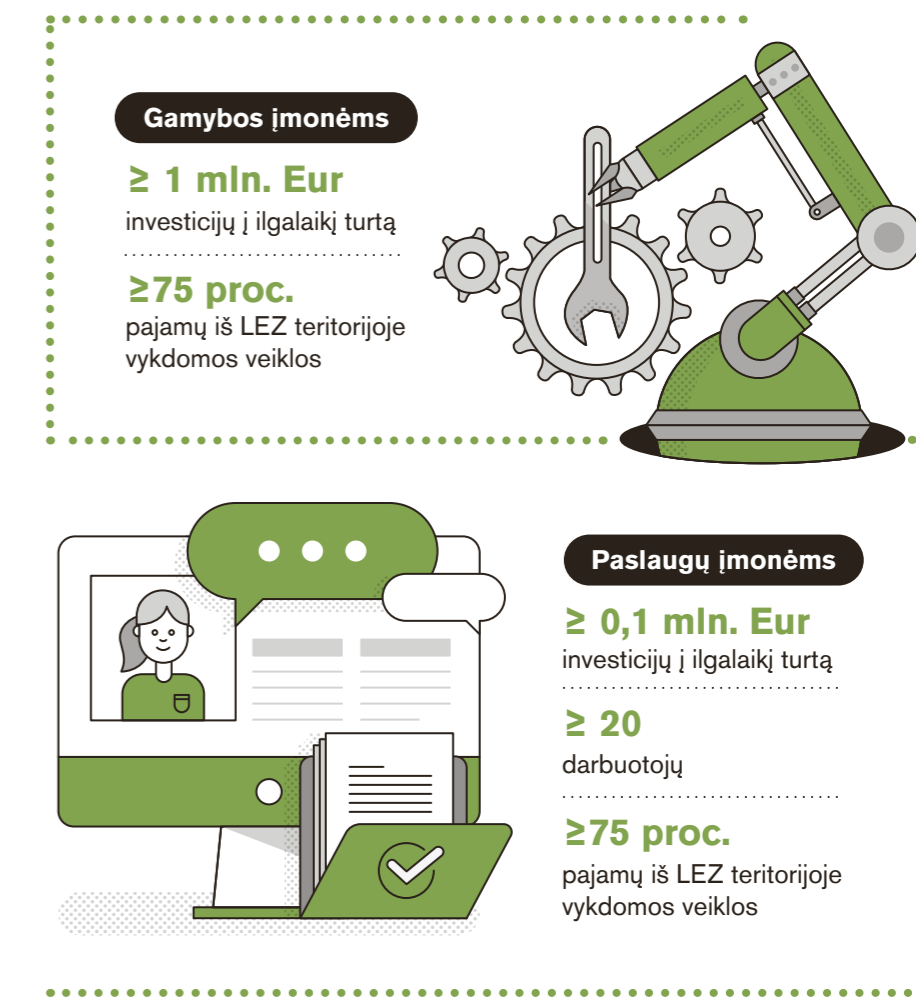 Gamybos įmonėms
≥ 1 mln. Eur
investicijų į ilgalaikį turtą
≥75 proc.
pajamų iš LEZ teritorijoje
vykdomos veiklos
Paslaugų įmonėms
≥ 0,1 mln. Eur
investicijų į ilgalaikį turtą
≥ 20
darbuotojų
≥75 proc.
pajamų iš LEZ teritorijoje
vykdomos veiklos